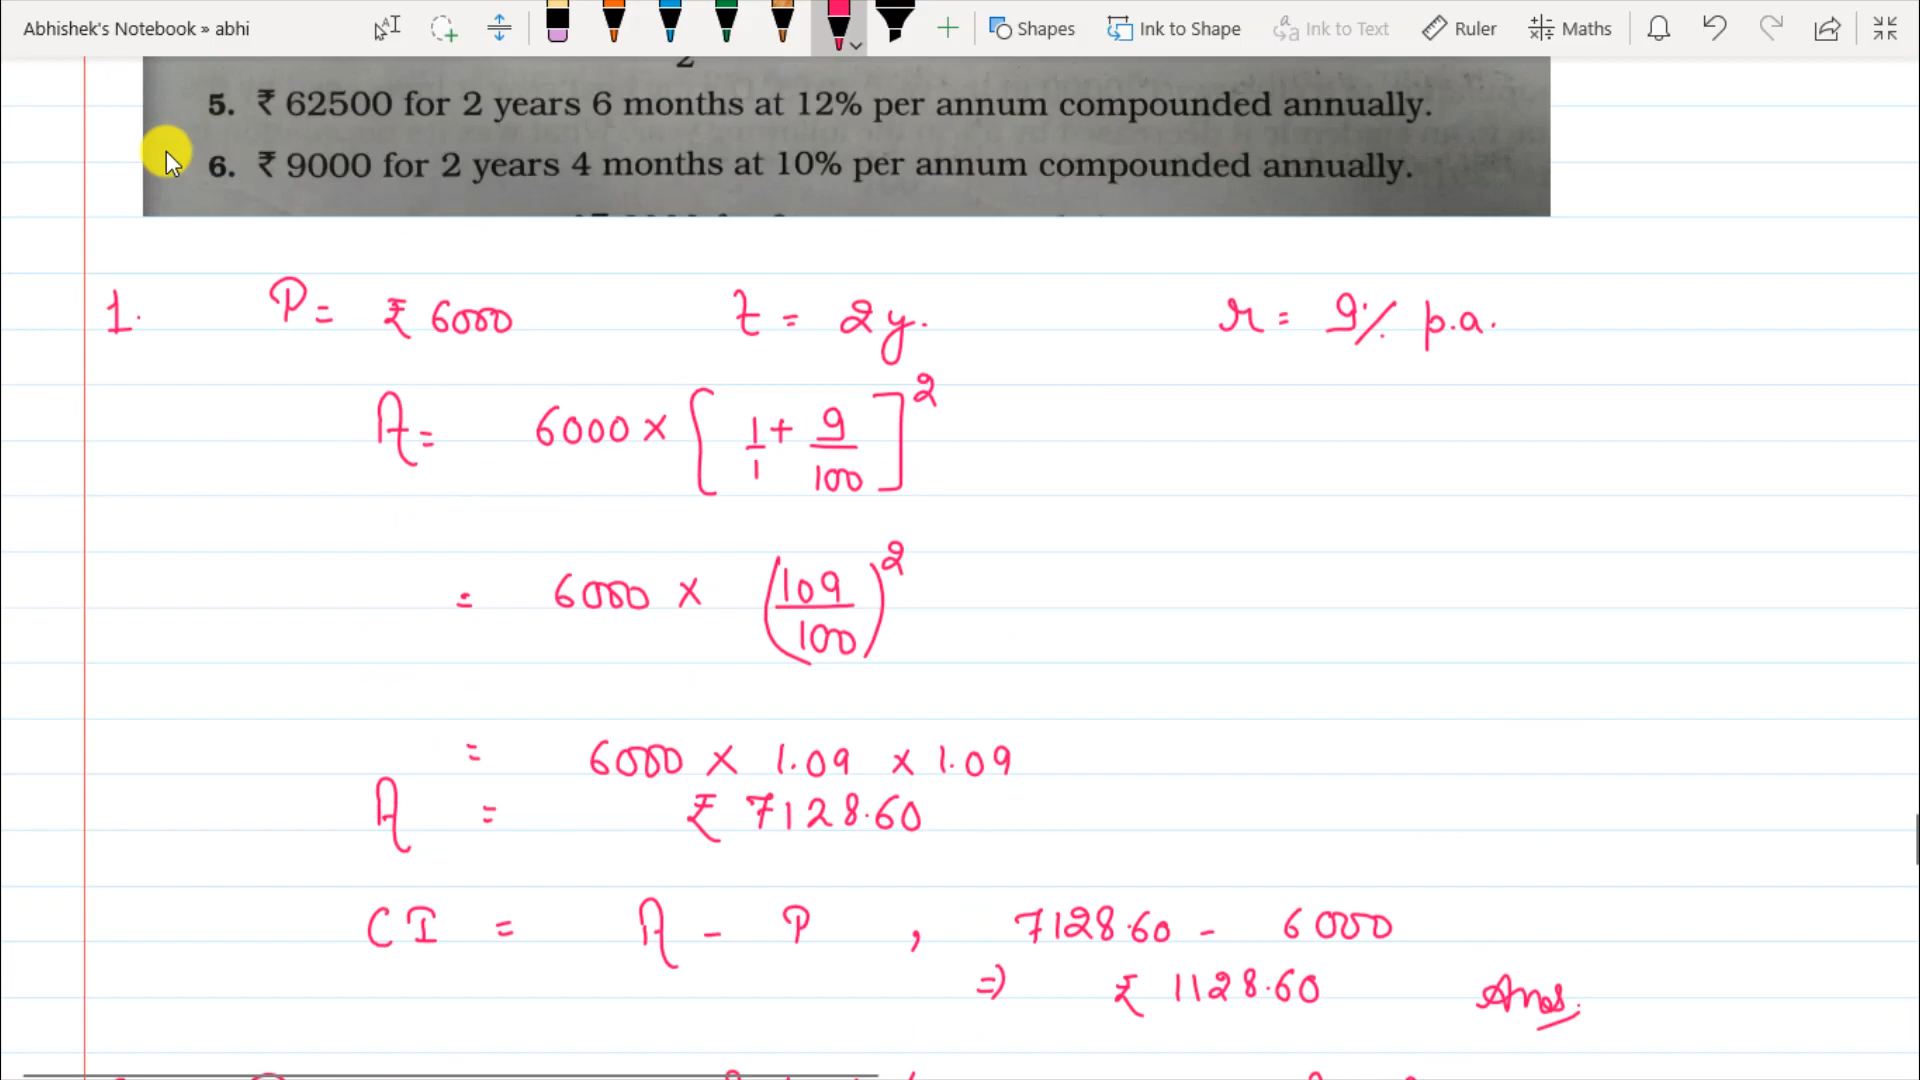 Abhishek's Notebook » abhi
Shapes
Ink to Shape
Ink to Text
Ruler
Maths
5. ₹ 62500 for 2 years 6 months at 12% per annum compounded annually.
6. ₹ 9000 for 2 years 4 months at 10% per annum compounded annually.
1. P = ₹ 6000 t = 2y. r = 9% p.a.
A = 6000 × [ 1/1 + 9/100 ]²
= 6000 × (109/100)²
= 6000 × 1.09 × 1.09
A = ₹ 7128.60
CI = A - P , 7128.60 - 6000
⇒ ₹ 1128.60 Ans.